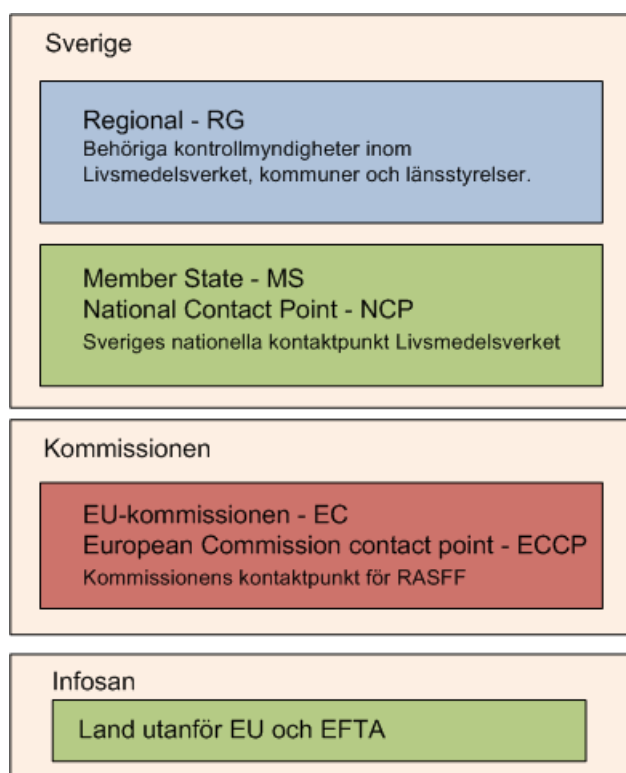 Sverige
Regional - RG
Behöriga kontrollmyndigheter inom
Livsmedelsverket, kommuner och länsstyrelser.
Member State - MS
National Contact Point - NCP
Sveriges nationella kontaktpunkt Livsmedelsverket
Kommissionen
EU-kommissionen - EC
European Commission contact point - ECCP
Kommissionens kontaktpunkt för RASFF
Infosan
Land utanför EU och EFTA